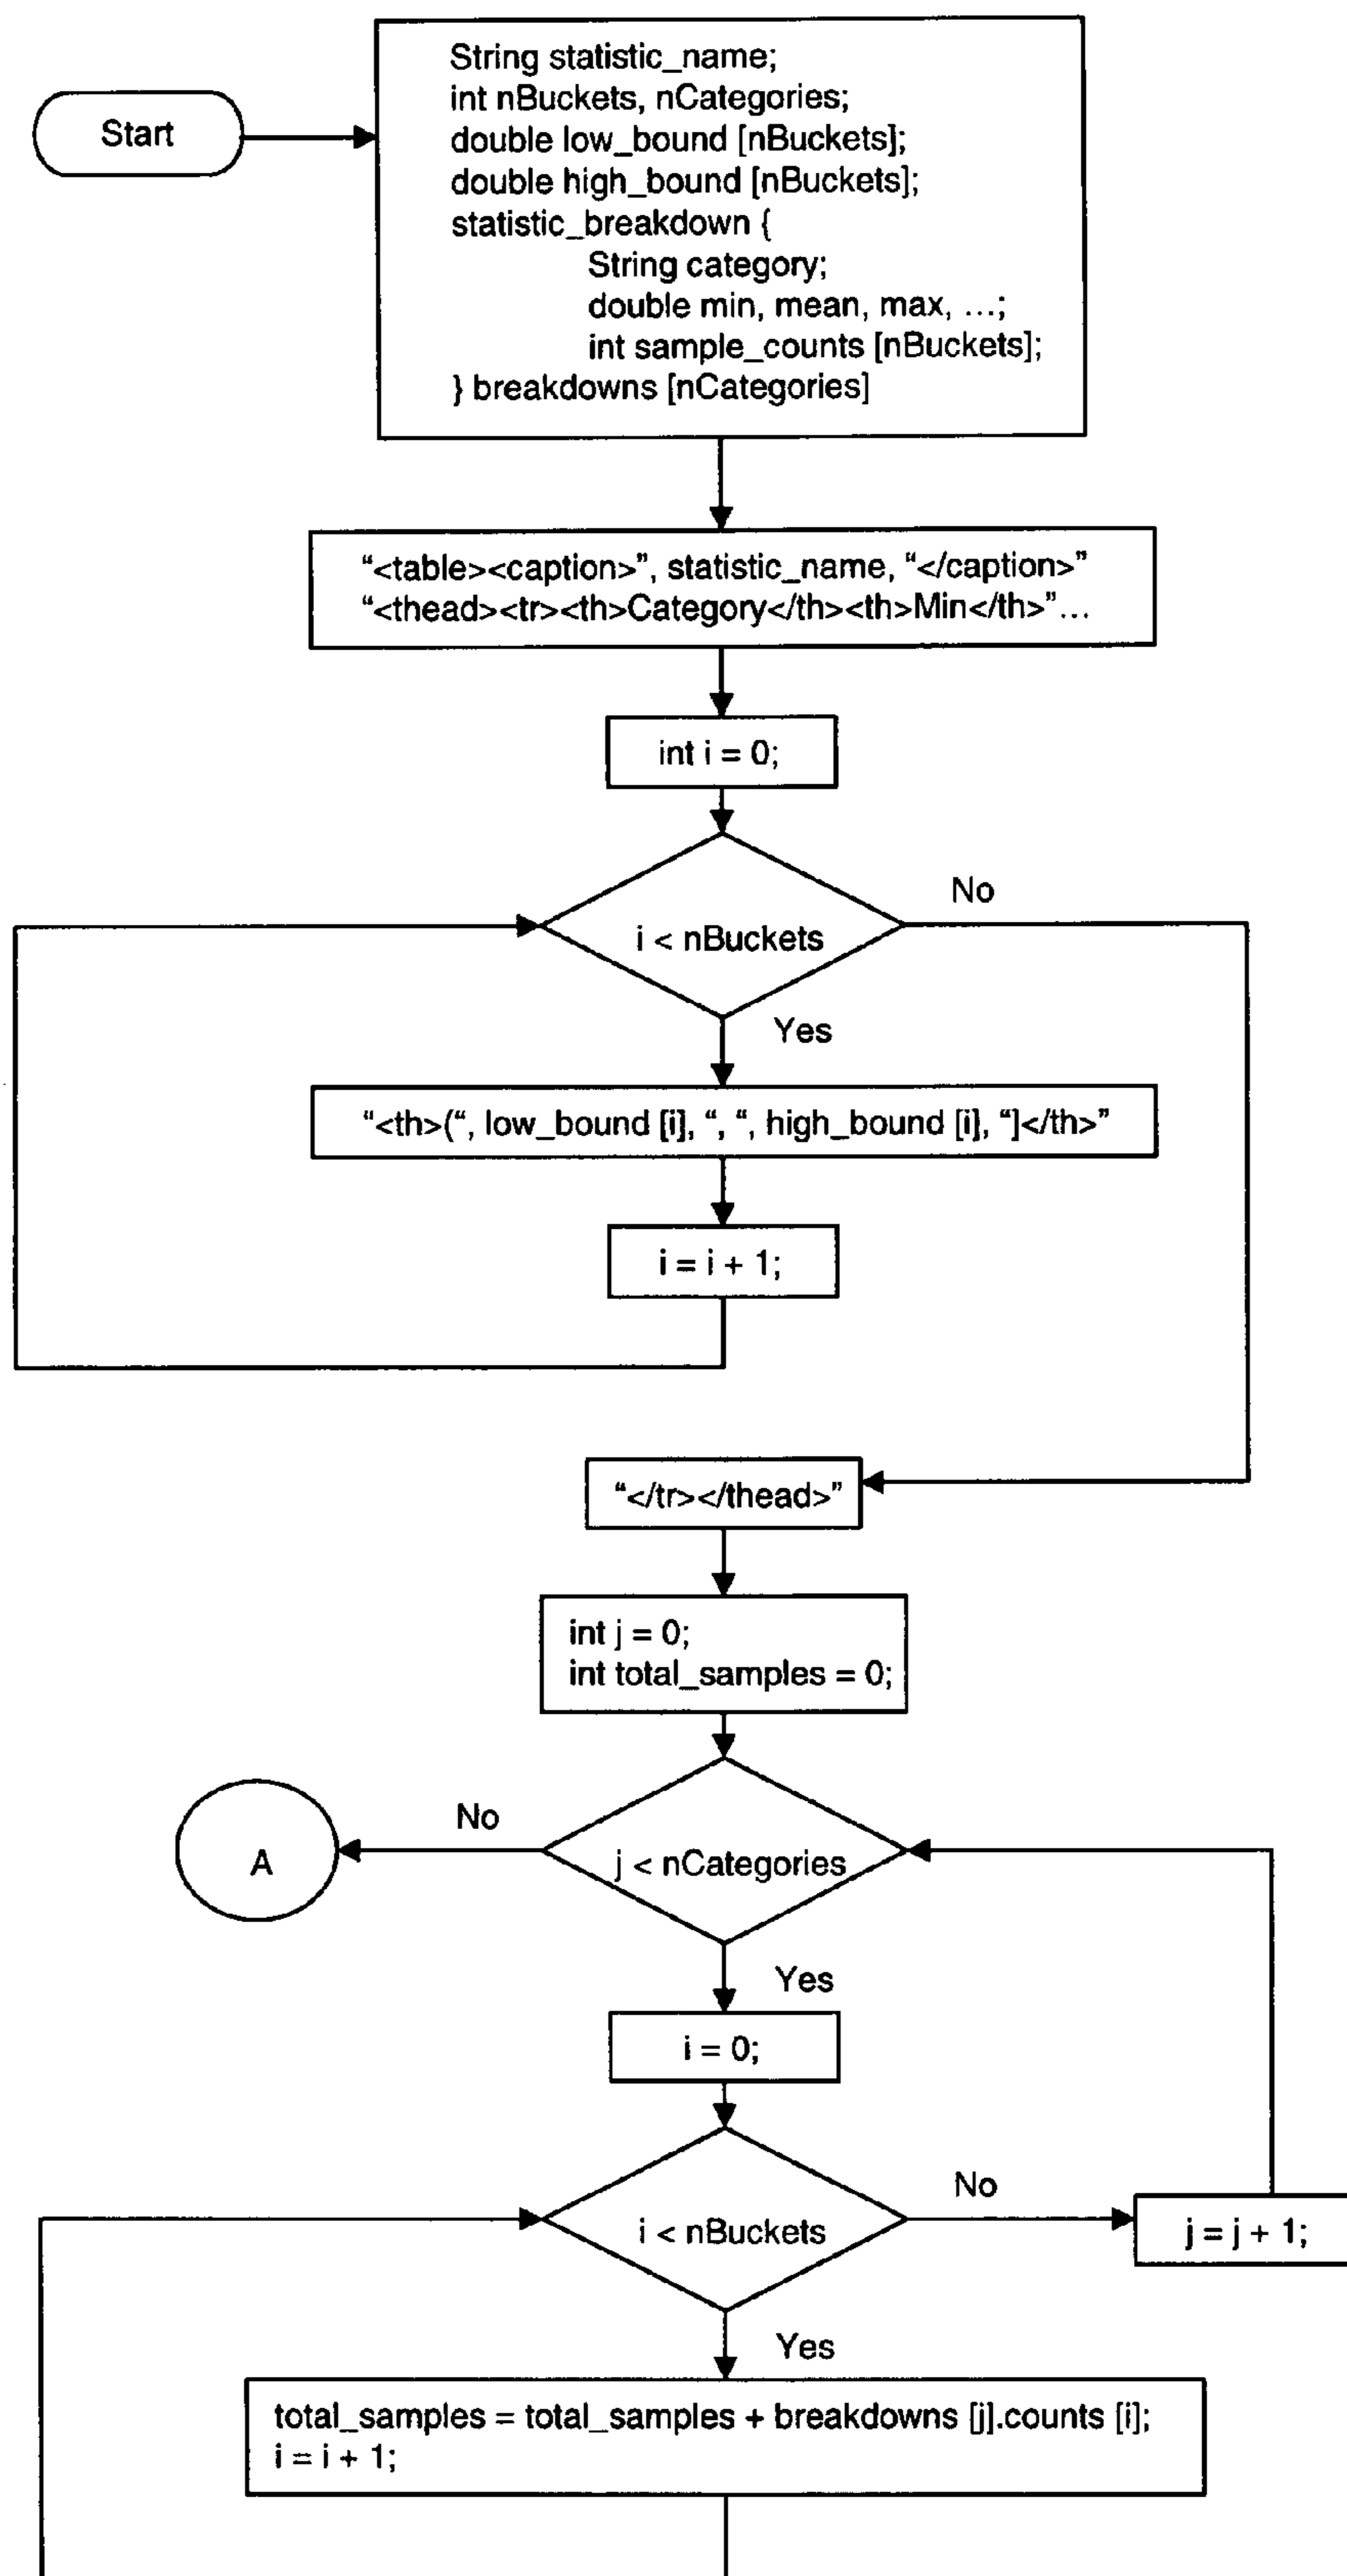 Start
String statistic_name;
int nBuckets, nCategories;
double low_bound [nBuckets];
double high_bound [nBuckets];
statistic_breakdown {
String category;
double min, mean, max, …;
int sample_counts [nBuckets];
} breakdowns [nCategories]
“<table><caption>”, statistic_name, “</caption>”
“<thead><tr><th>Category</th><th>Min</th>”…
int i = 0;
i < nBuckets
No
Yes
“<th>(“, low_bound [i], “, “, high_bound [i], “]</th>”
i = i + 1;
“</tr></thead>”
int j = 0;
int total_samples = 0;
A
No
j < nCategories
Yes
i = 0;
i < nBuckets
No
j = j + 1;
Yes
total_samples = total_samples + breakdowns [j].counts [i];
i = i + 1;